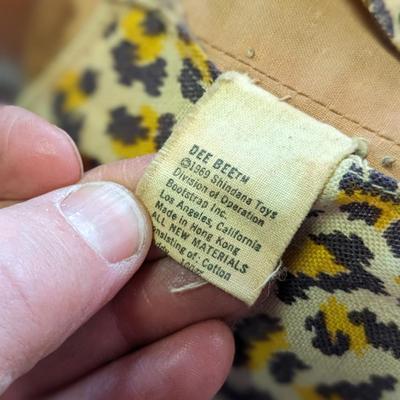 DEE BEE™
©1969 Shindana Toys
Division of Operation
Bootstrap Inc.
Los Angeles, California
Made in Hong Kong
ALL NEW MATERIALS
Consisting of: Cotton